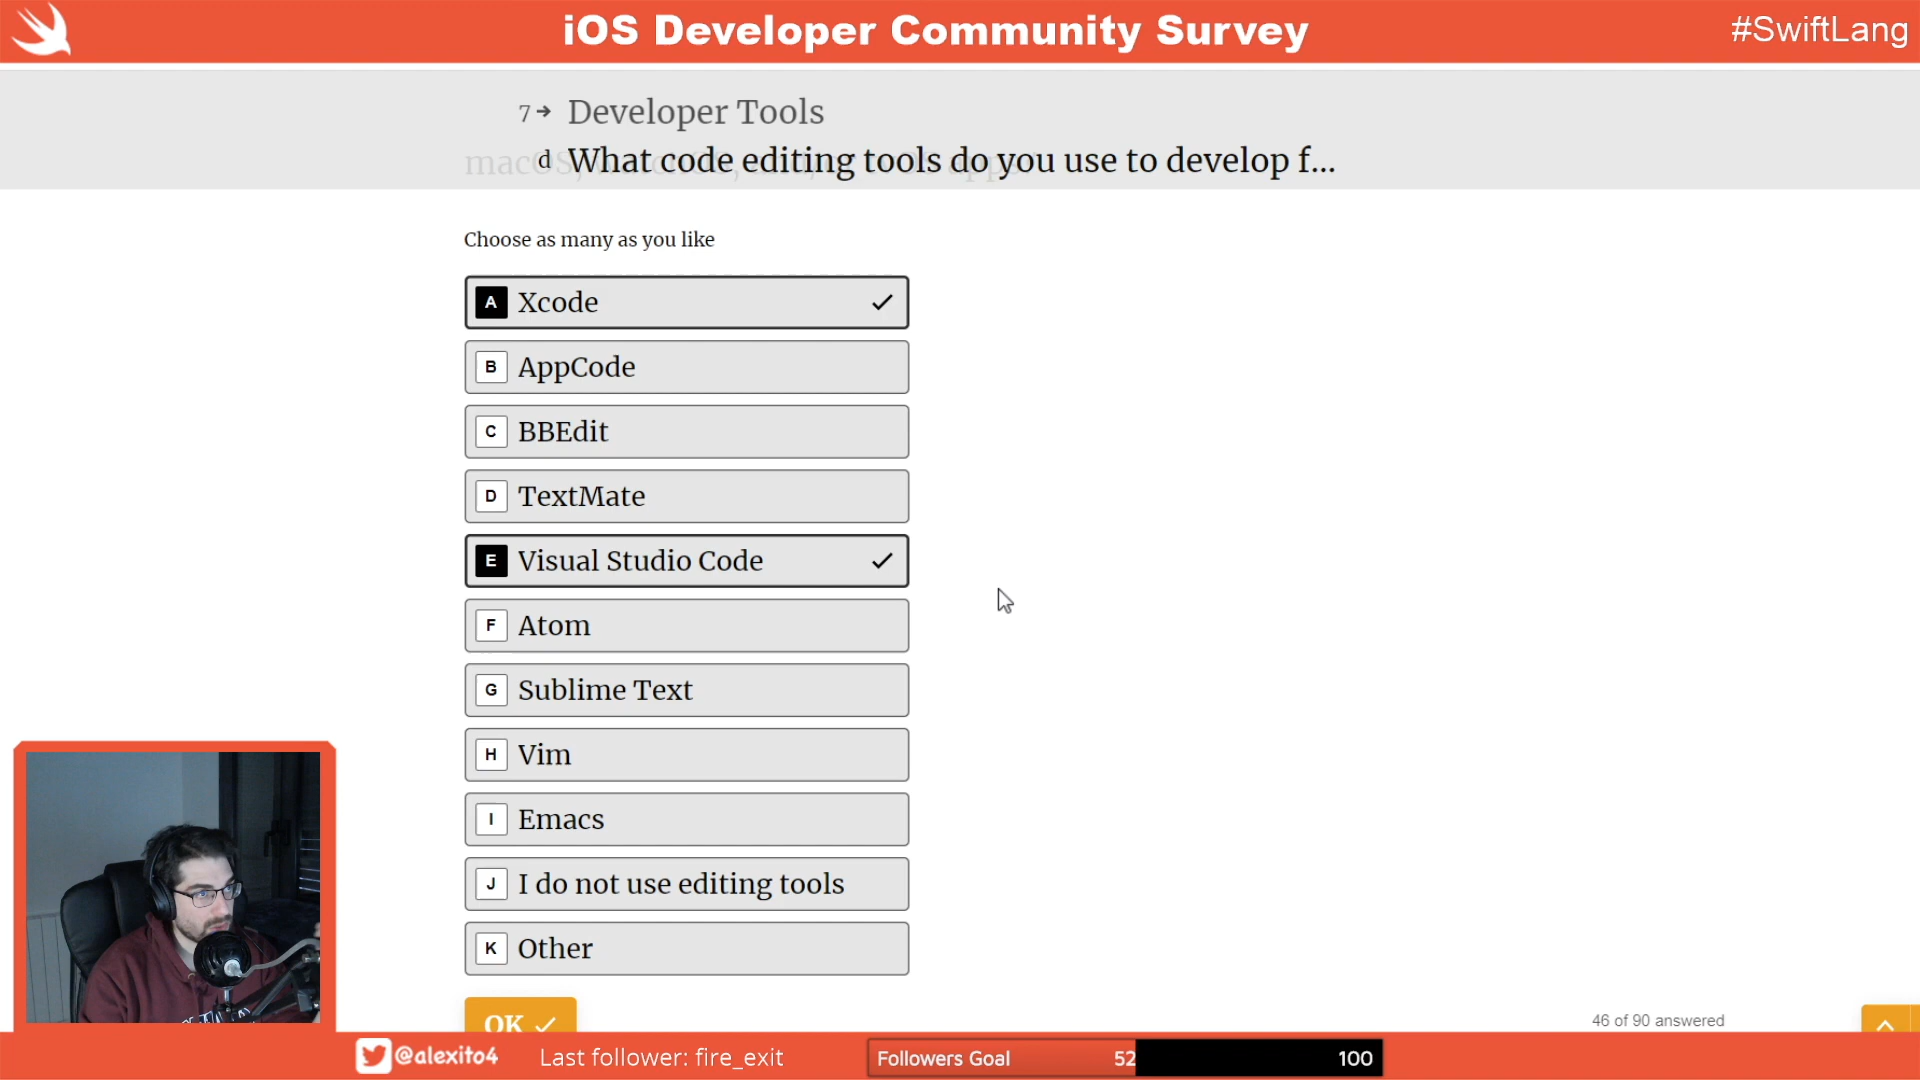 iOS Developer Community Survey
#SwiftLang
7 Developer Tools
d What code editing tools do you use to develop f...
Choose as many as you like
A Xcode
B AppCode
C BBEdit
D TextMate
E Visual Studio Code
F Atom
G Sublime Text
H Vim
I Emacs
J I do not use editing tools
K Other
OK
46 of 90 answered
@alexito4
Last follower: fire_exit
Followers Goal 52 100